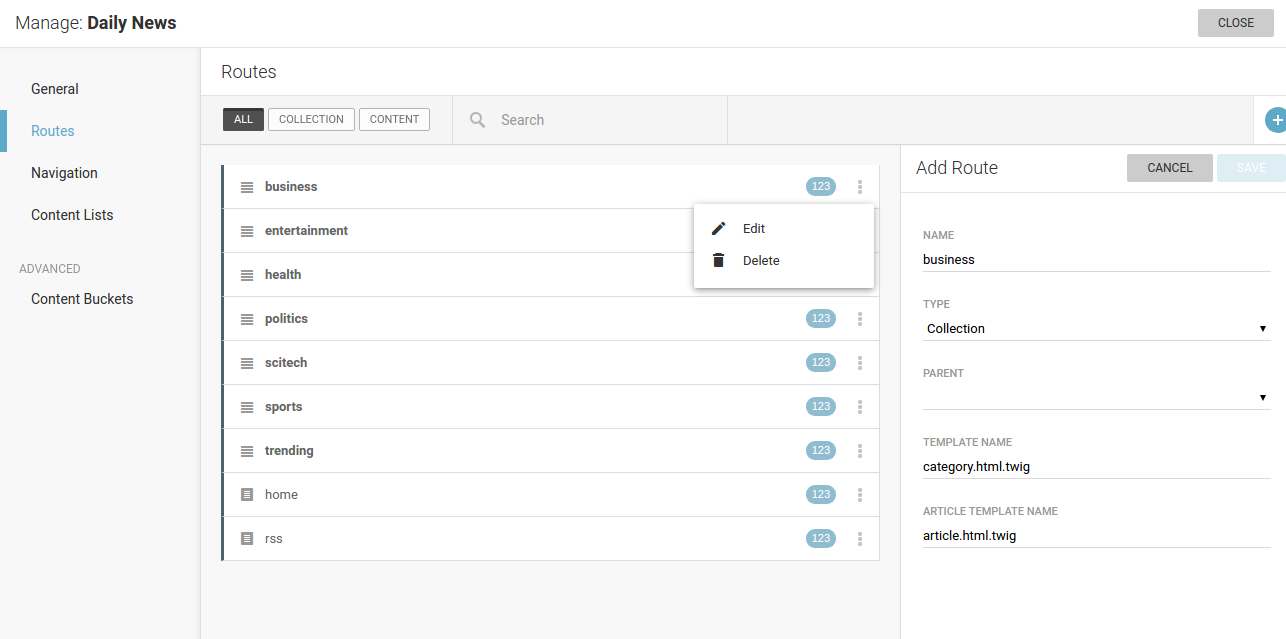 Manage: Daily News
CLOSE
General
Routes
Navigation
Content Lists
ADVANCED
Content Buckets
Routes
ALL COLLECTION CONTENT Search +
business 123
entertainment
health
politics 123
scitech 123
sports 123
trending 123
home 123
rss 123
Edit
Delete
Add Route CANCEL SAVE
NAME
business
TYPE
Collection
PARENT
TEMPLATE NAME
category.html.twig
ARTICLE TEMPLATE NAME
article.html.twig